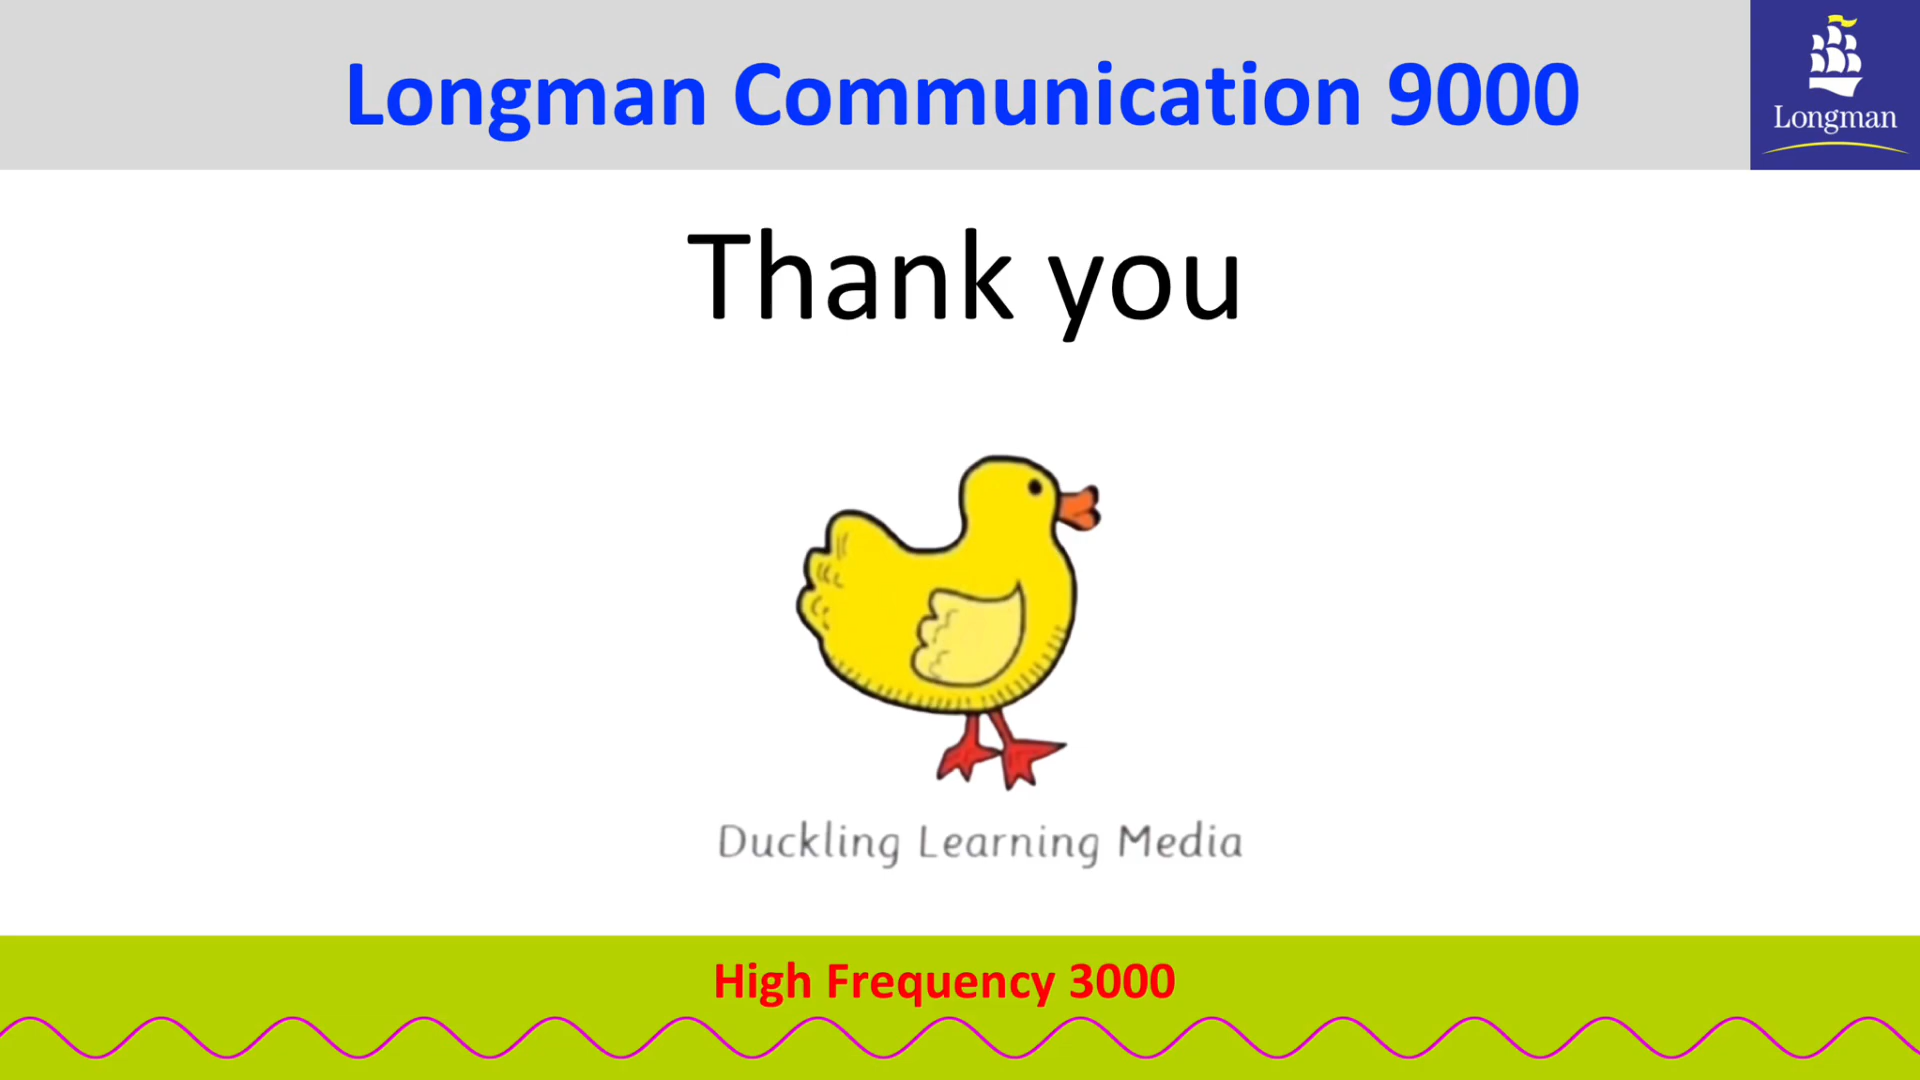 Longman Communication 9000
Longman
Thank you
Duckling Learning Media
High Frequency 3000